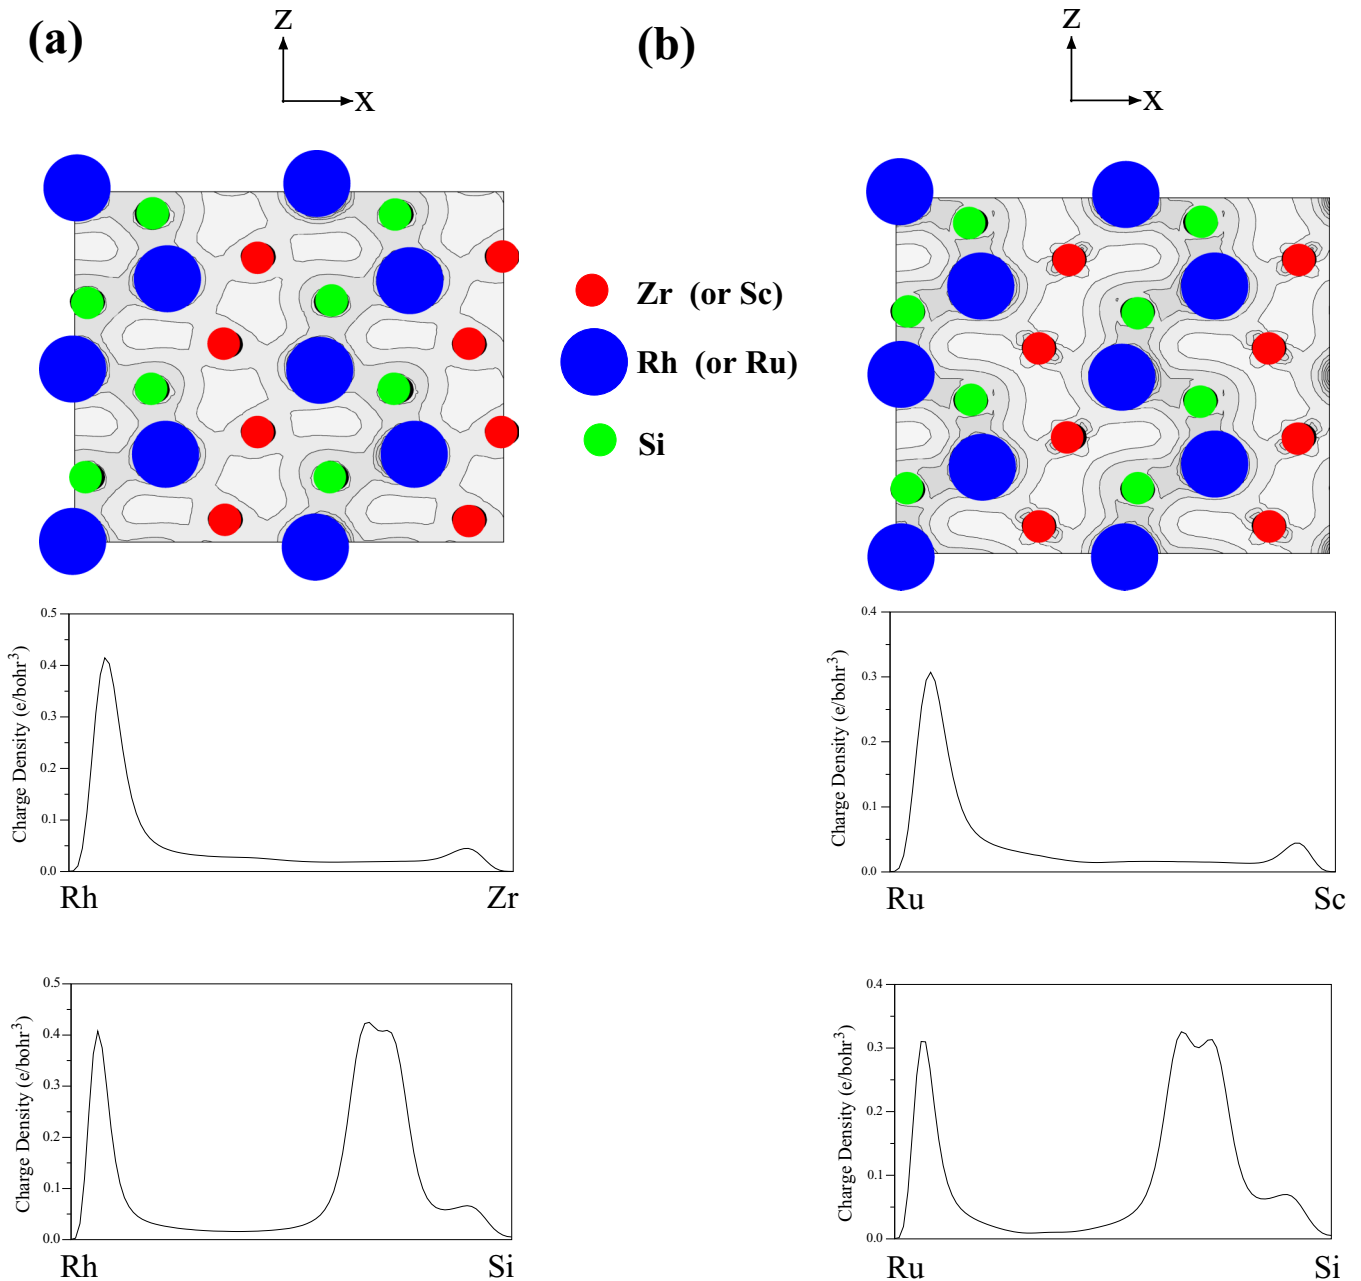 (a)
z
x
(b)
z
x
Zr (or Sc)
Rh (or Ru)
Si
Charge Density (e/bohr³)
0.5
0.4
0.3
0.2
0.1
0.0
Rh
Zr
Charge Density (e/bohr³)
0.4
0.3
0.2
0.1
0.0
Ru
Sc
Charge Density (e/bohr³)
0.5
0.4
0.3
0.2
0.1
0.0
Rh
Si
Charge Density (e/bohr³)
0.4
0.3
0.2
0.1
0.0
Ru
Si